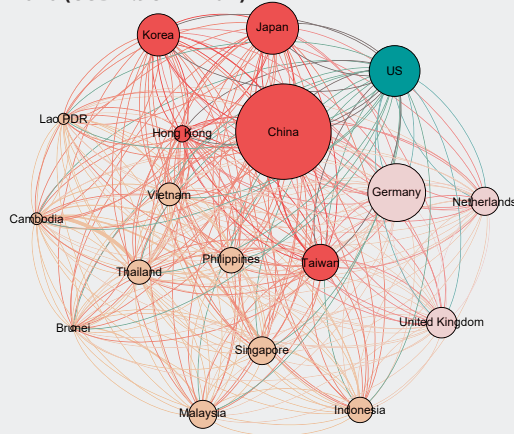 Korea
Japan
US
Lao PDR
Hong Kong
China
Vietnam
Germany
Netherlands
Cambodia
Philippines
Taiwan
Thailand
Brunei
United Kingdom
Singapore
Malaysia
Indonesia